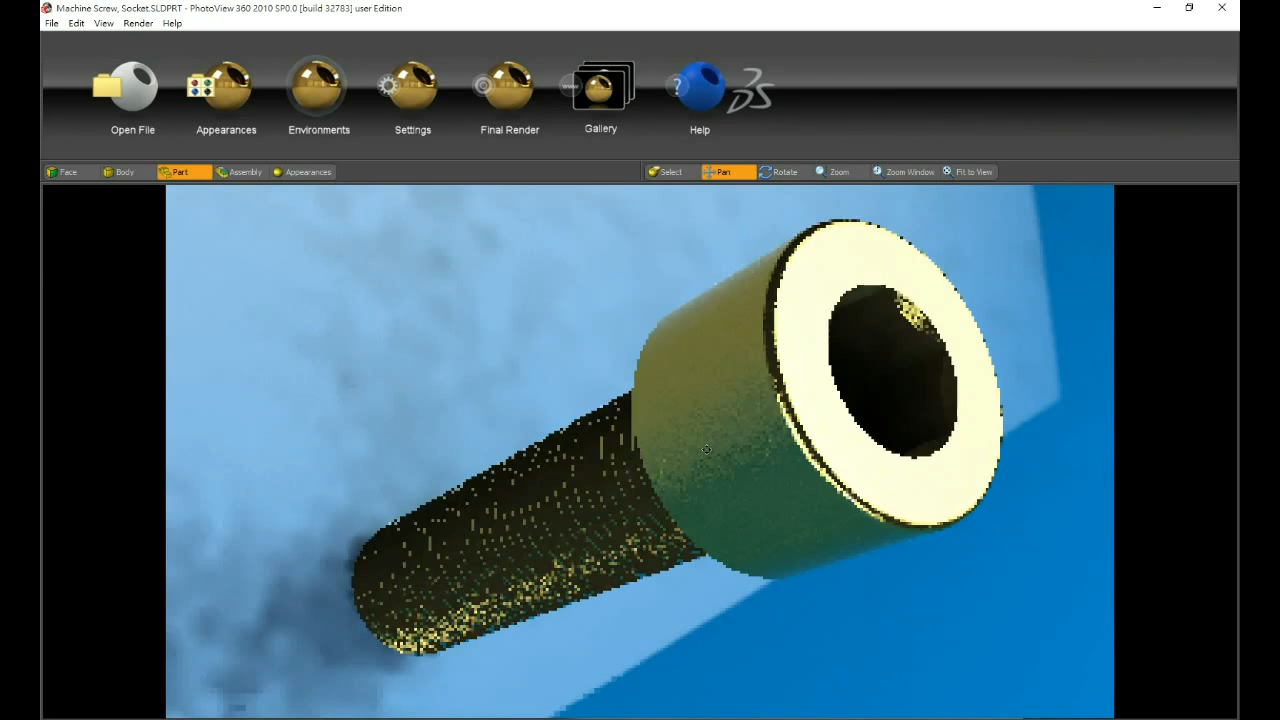 Machine Screw, Socket.SLDPRT - PhotoView 360 2010 SP0.0 [build 32783] user Edition
File Edit View Render Help
www ?
Open File Appearances Environments Settings Final Render Gallery Help
Face Body Part Assembly Appearances Select Pan Rotate Zoom Zoom Window Fit to View